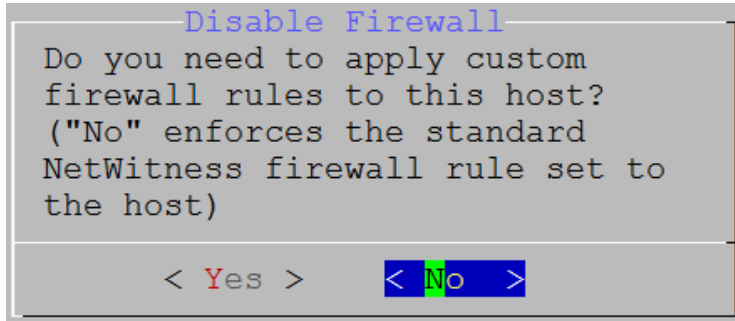 Disable Firewall
Do you need to apply custom
firewall rules to this host?
("No" enforces the standard
NetWitness firewall rule set to
the host)
< Yes > < No >